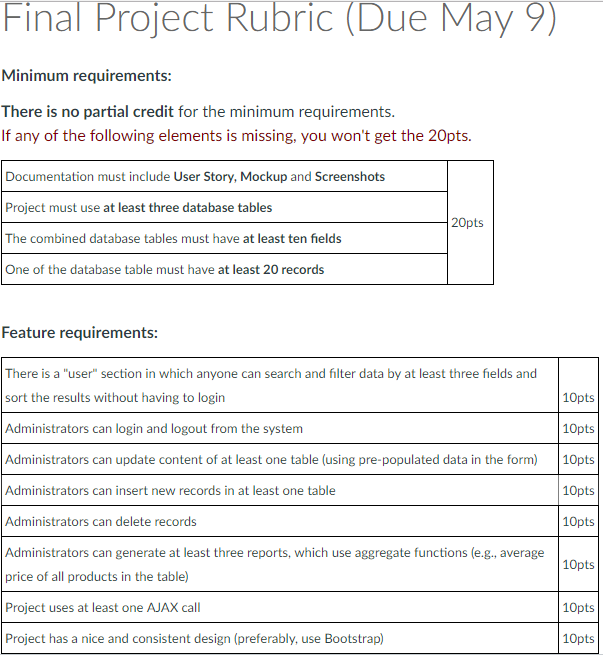 Final Project Rubric (Due May 9)
Minimum requirements:
There is no partial credit for the minimum requirements.
If any of the following elements is missing, you won't get the 20pts.
Documentation must include User Story, Mockup and Screenshots
Project must use at least three database tables
The combined database tables must have at least ten fields
One of the database table must have at least 20 records
20pts
Feature requirements:
There is a "user" section in which anyone can search and filter data by at least three fields and
sort the results without having to login
10pts
Administrators can login and logout from the system
10pts
Administrators can update content of at least one table (using pre-populated data in the form)
10pts
Administrators can insert new records in at least one table
10pts
Administrators can delete records
10pts
Administrators can generate at least three reports, which use aggregate functions (e.g., average
price of all products in the table)
10pts
Project uses at least one AJAX call
10pts
Project has a nice and consistent design (preferably, use Bootstrap)
10pts